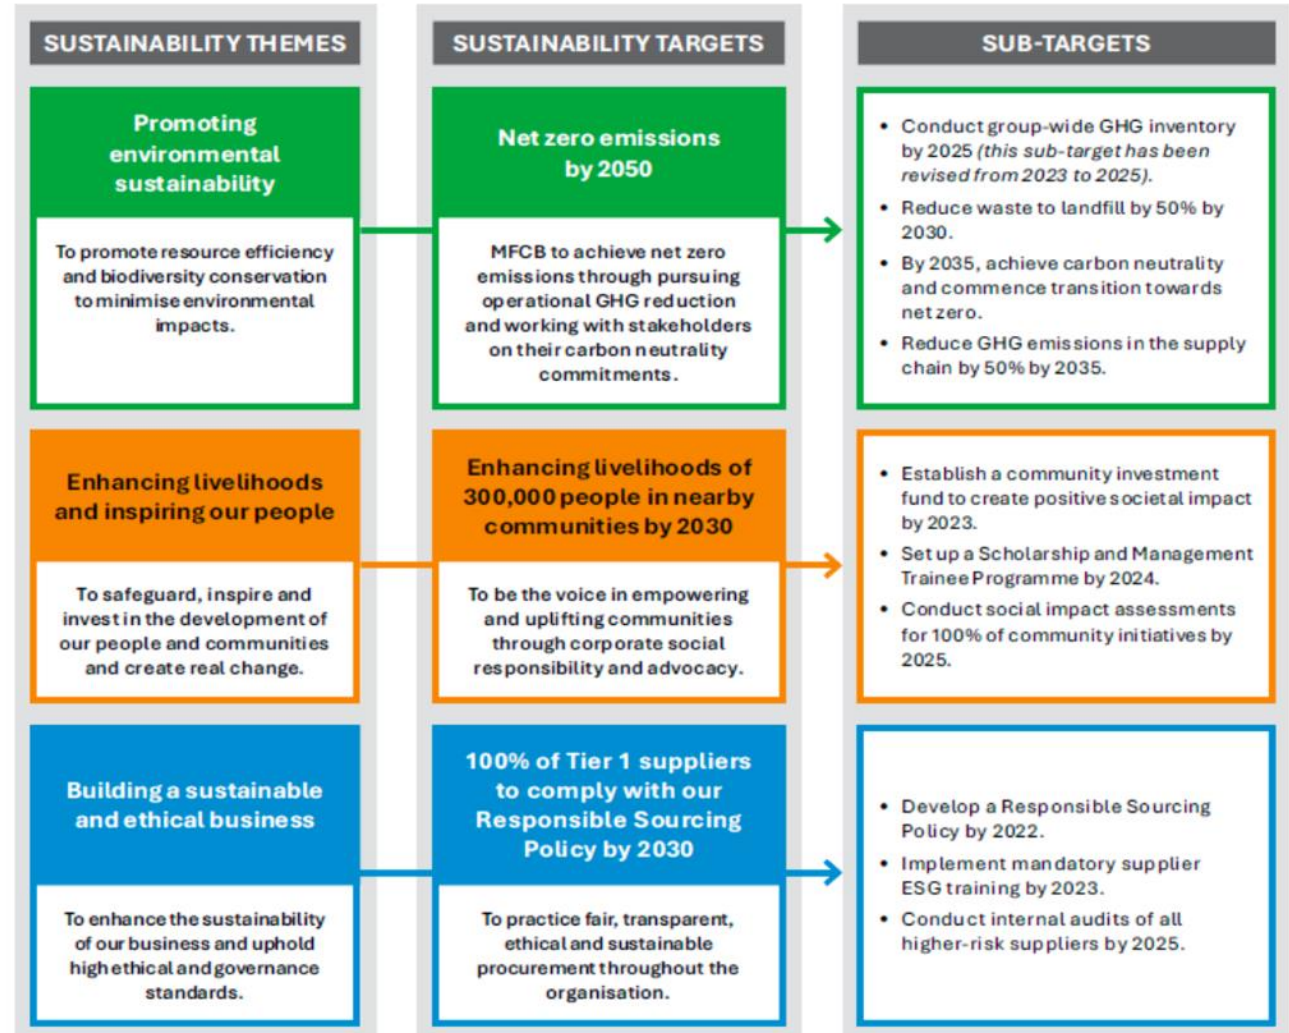 SUSTAINABILITY THEMES
SUSTAINABILITY TARGETS
SUB-TARGETS
Promoting
environmental
sustainability
To promote resource efficiency
and biodiversity conservation
to minimise environmental
impacts.
Net zero emissions
by 2050
MFCB to achieve net zero
emissions through pursuing
operational GHG reduction
and working with stakeholders
on their carbon neutrality
commitments.
• Conduct group-wide GHG inventory
by 2025 (this sub-target has been
revised from 2023 to 2025).
• Reduce waste to landfill by 50% by
2030.
• By 2035, achieve carbon neutrality
and commence transition towards
net zero.
• Reduce GHG emissions in the supply
chain by 50% by 2035.
Enhancing livelihoods
and inspiring our people
To safeguard, inspire and
invest in the development of
our people and communities
and create real change.
Enhancing livelihoods of
300,000 people in nearby
communities by 2030
To be the voice in empowering
and uplifting communities
through corporate social
responsibility and advocacy.
• Establish a community investment
fund to create positive societal impact
by 2023.
• Set up a Scholarship and Management
Trainee Programme by 2024.
• Conduct social impact assessments
for 100% of community initiatives by
2025.
Building a sustainable
and ethical business
To enhance the sustainability
of our business and uphold
high ethical and governance
standards.
100% of Tier 1 suppliers
to comply with our
Responsible Sourcing
Policy by 2030
To practice fair, transparent,
ethical and sustainable
procurement throughout the
organisation.
• Develop a Responsible Sourcing
Policy by 2022.
• Implement mandatory supplier
ESG training by 2023.
• Conduct internal audits of all
higher-risk suppliers by 2025.